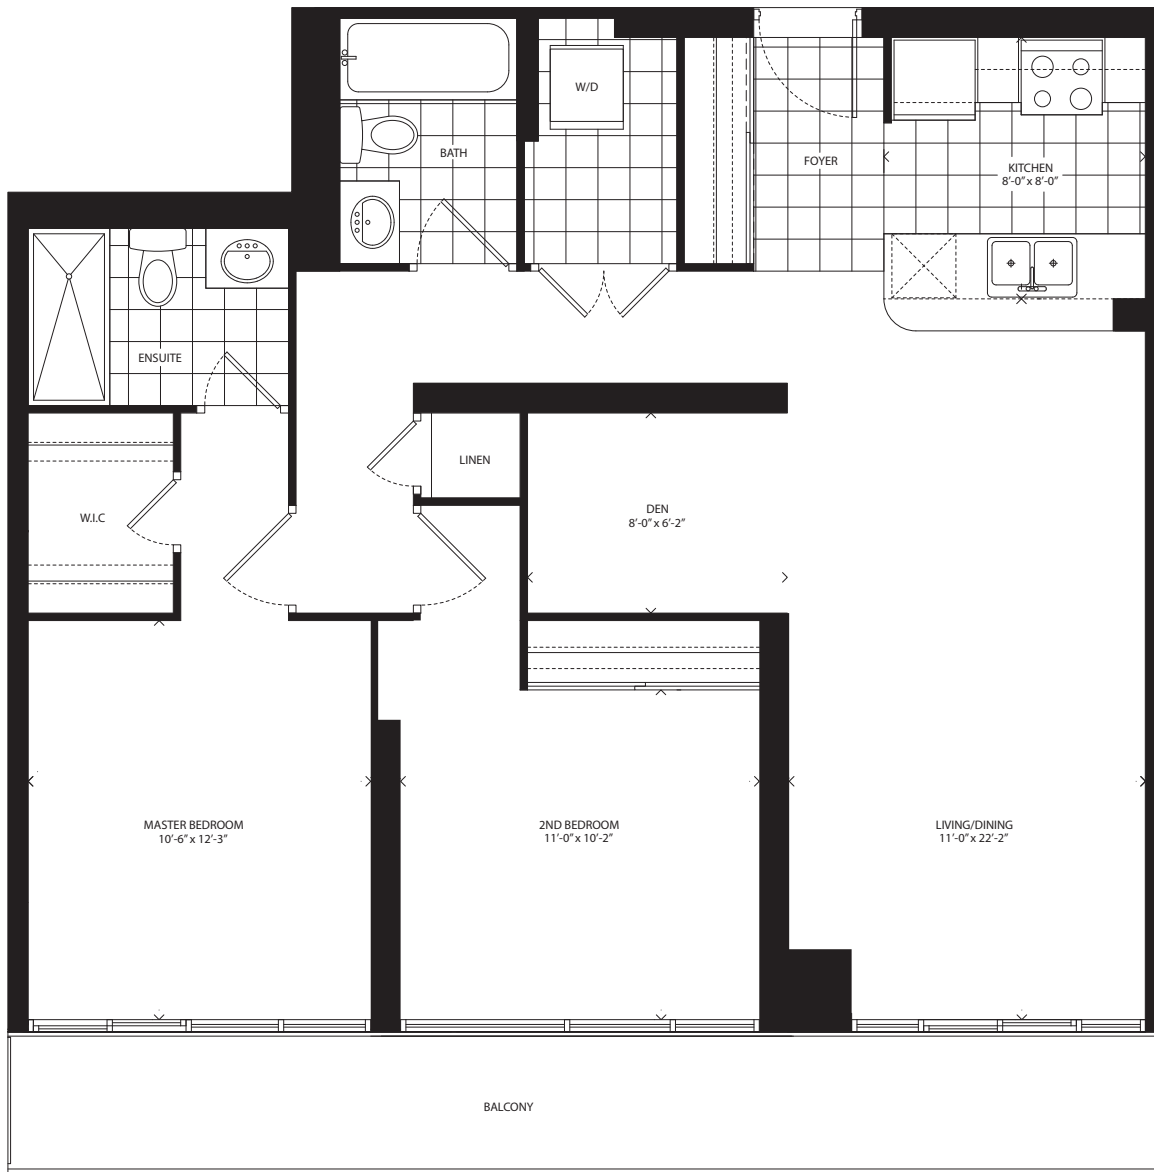 W/D
BATH
FOYER
KITCHEN
8'-0" x 8'-0"
ENSUITE
LINEN
W.I.C
DEN
8'-0" x 6'-2"
MASTER BEDROOM
10'-6" x 12'-3"
2ND BEDROOM
11'-0" x 10'-2"
LIVING/DINING
11'-0" x 22'-2"
BALCONY